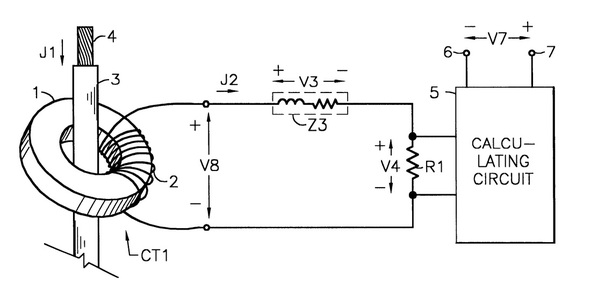 4
J1
3
1
2
CT1
J2
+ V3 −
Z3
+
V8
−
+
V4
−
R1
5
CALCU–
LATING
CIRCUIT
− V7 +
6
7